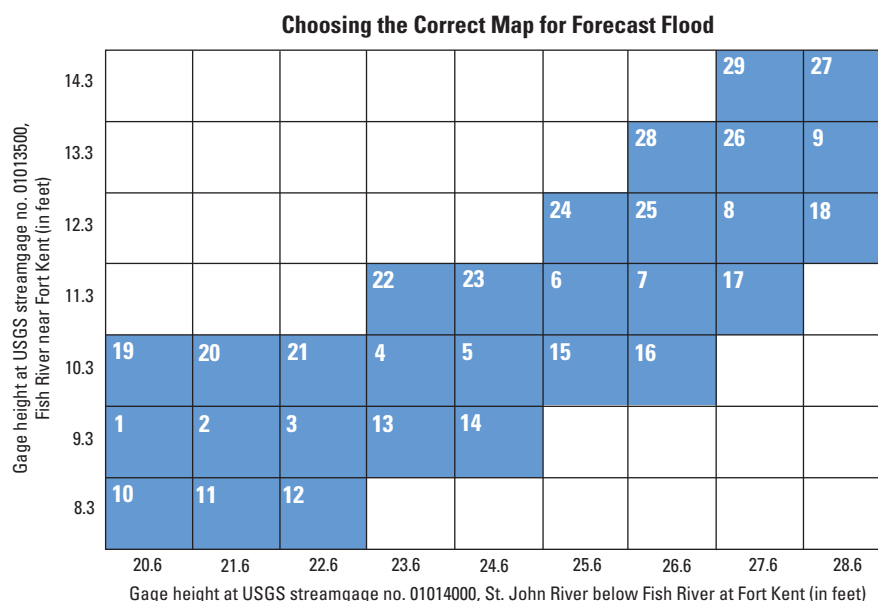 Choosing the Correct Map for Forecast Flood
Gage height at USGS streamgage no. 01013500,
Fish River near Fort Kent (in feet)
14.3 29 27
13.3 28 26 9
12.3 24 25 8 18
11.3 22 23 6 7 17
10.3 19 20 21 4 5 15 16
9.3 1 2 3 13 14
8.3 10 11 12
20.6 21.6 22.6 23.6 24.6 25.6 26.6 27.6 28.6
Gage height at USGS streamgage no. 01014000, St. John River below Fish River at Fort Kent (in feet)